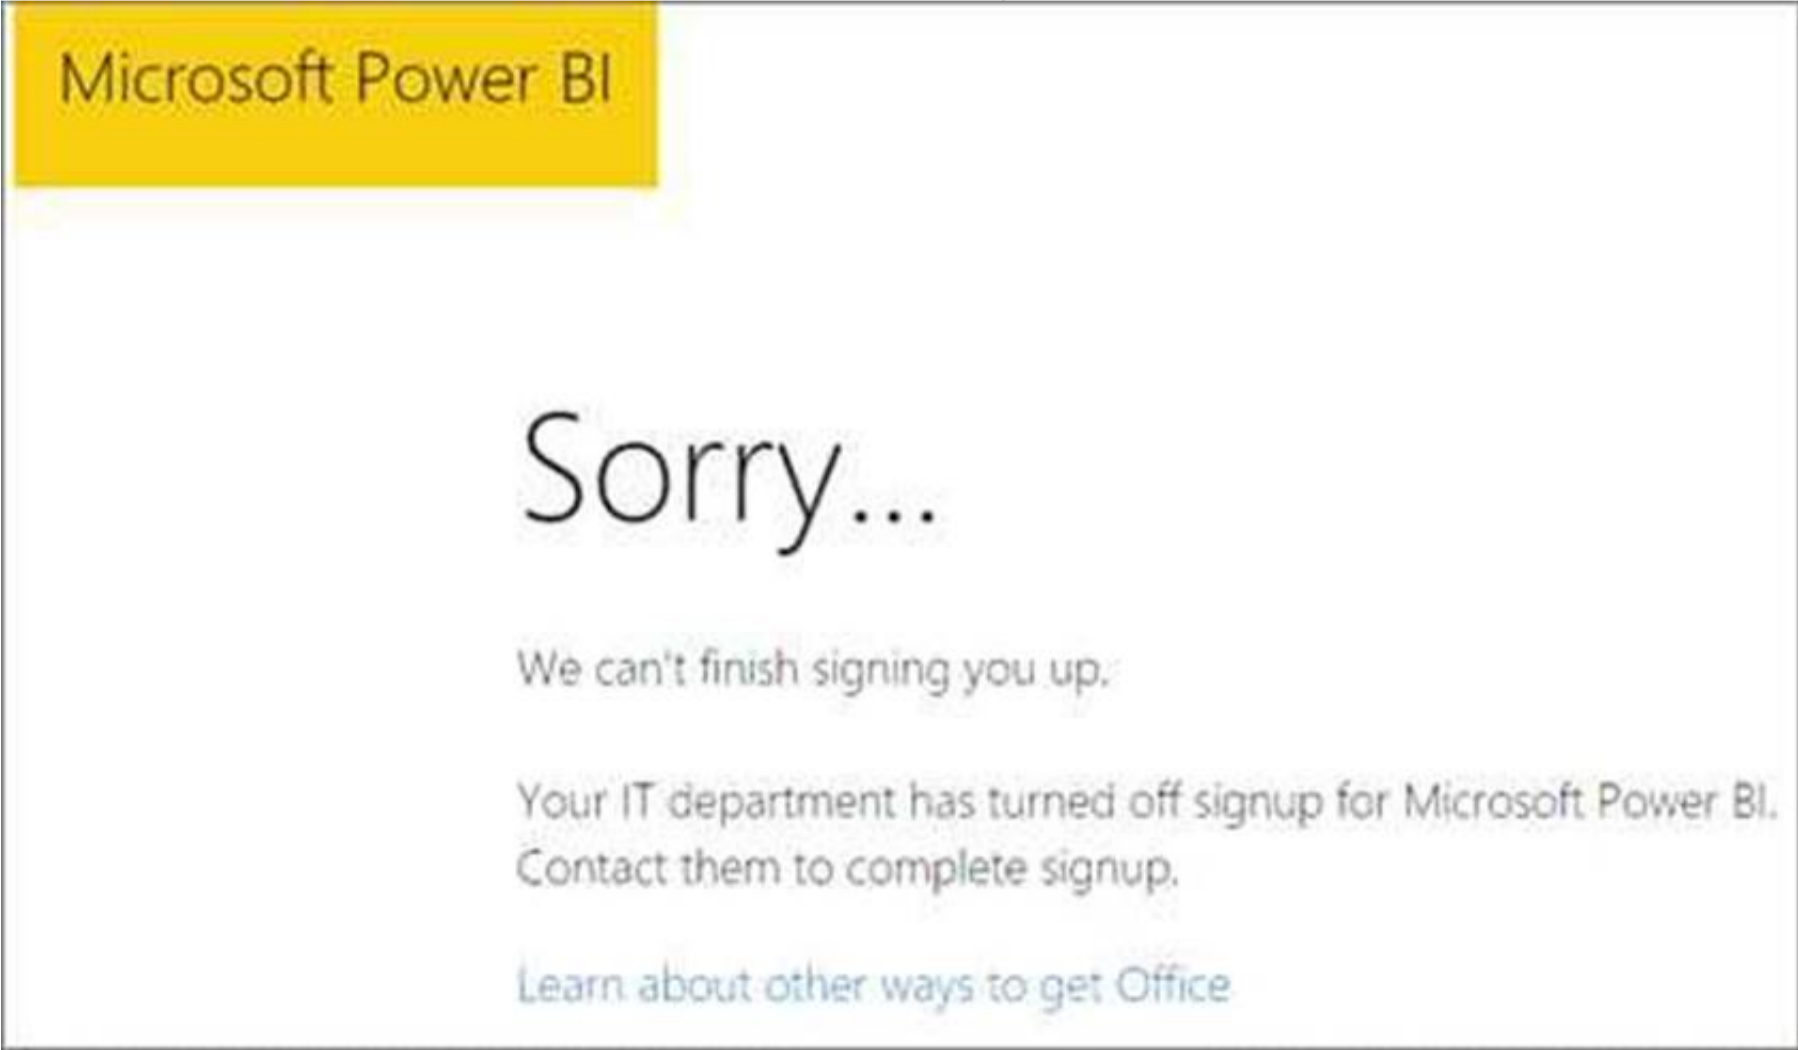 Microsoft Power BI
Sorry...
We can't finish signing you up.
Your IT department has turned off signup for Microsoft Power BI.
Contact them to complete signup.
Learn about other ways to get Office